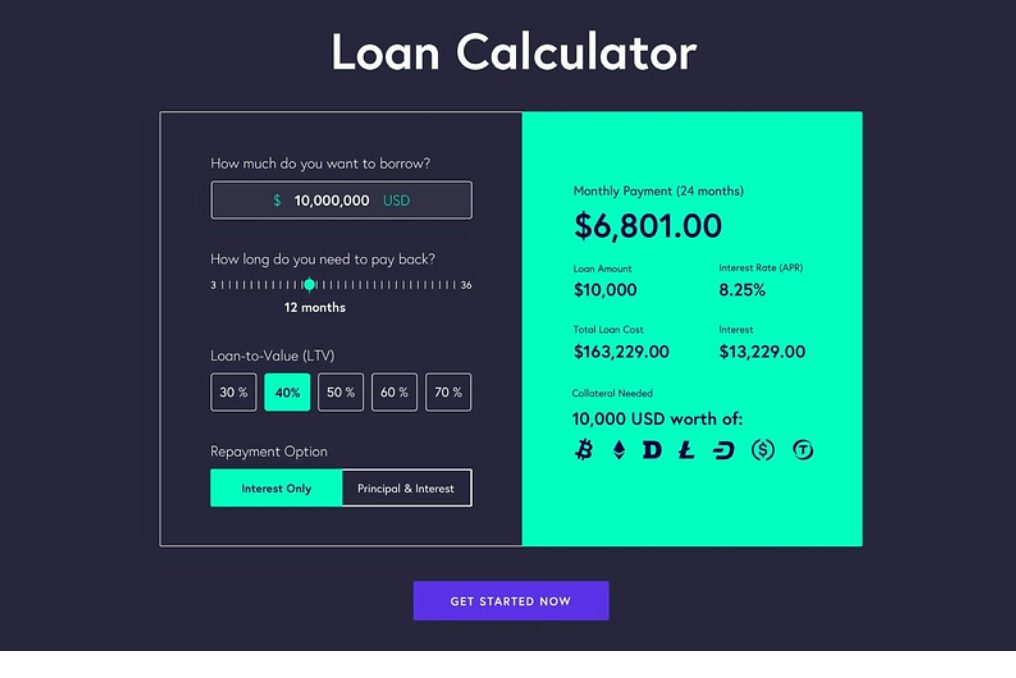 Loan Calculator
How much do you want to borrow?
$ 10,000,000 USD
How long do you need to pay back?
3 36
12 months
Loan-to-Value (LTV)
30 % 40% 50 % 60 % 70 %
Repayment Option
Interest Only Principal & Interest
Monthly Payment (24 months)
$6,801.00
Loan Amount Interest Rate (APR)
$10,000 8.25%
Total Loan Cost Interest
$163,229.00 $13,229.00
Collateral Needed
10,000 USD worth of:
GET STARTED NOW